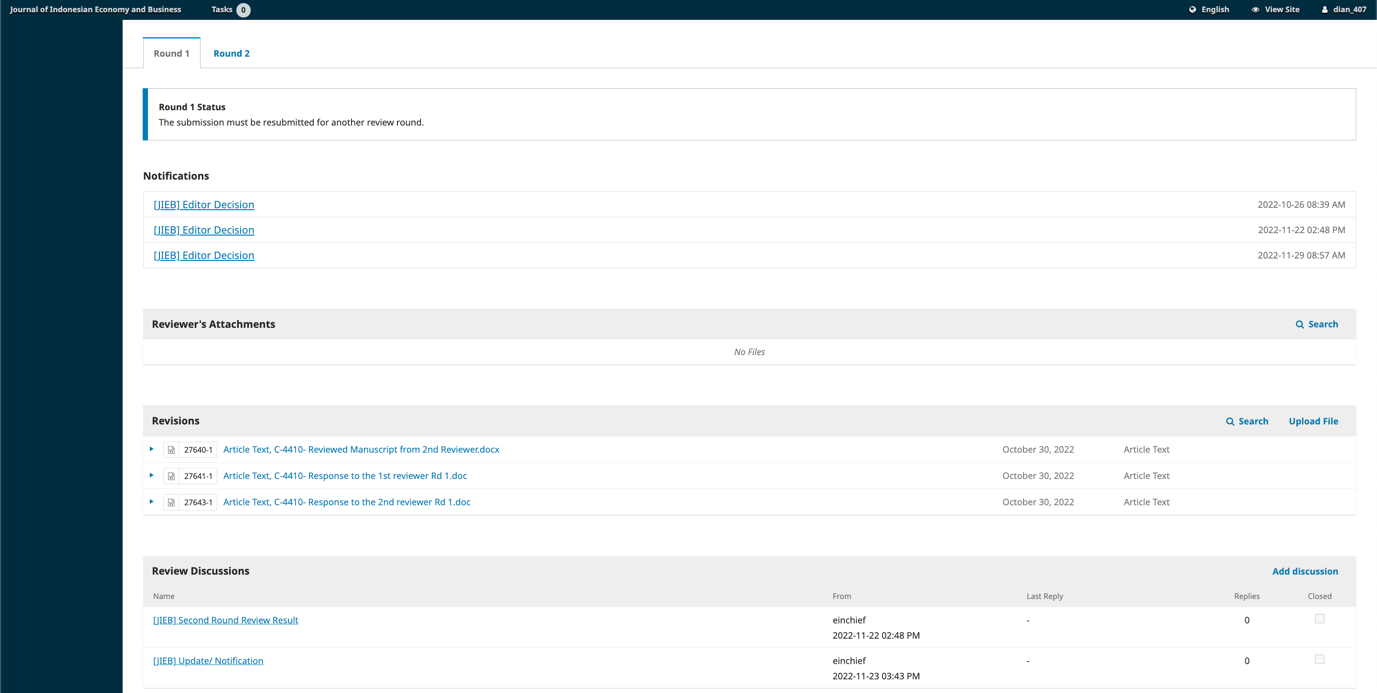 Journal of Indonesian Economy and Business Tasks 0 English View Site dian_407
Round 1 Round 2
Round 1 Status
The submission must be resubmitted for another review round.
Notifications
[JIEB] Editor Decision 2022-10-26 08:39 AM
[JIEB] Editor Decision 2022-11-22 02:48 PM
[JIEB] Editor Decision 2022-11-29 08:57 AM
Reviewer's Attachments Search
No Files
Revisions Search Upload File
27640-1 Article Text, C-4410- Reviewed Manuscript from 2nd Reviewer.docx October 30, 2022 Article Text
27641-1 Article Text, C-4410- Response to the 1st reviewer Rd 1.doc October 30, 2022 Article Text
27643-1 Article Text, C-4410- Response to the 2nd reviewer Rd 1.doc October 30, 2022 Article Text
Review Discussions Add discussion
Name From Last Reply Replies Closed
[JIEB] Second Round Review Result einchief - 0
2022-11-22 02:48 PM
[JIEB] Update/ Notification einchief - 0
2022-11-23 03:43 PM